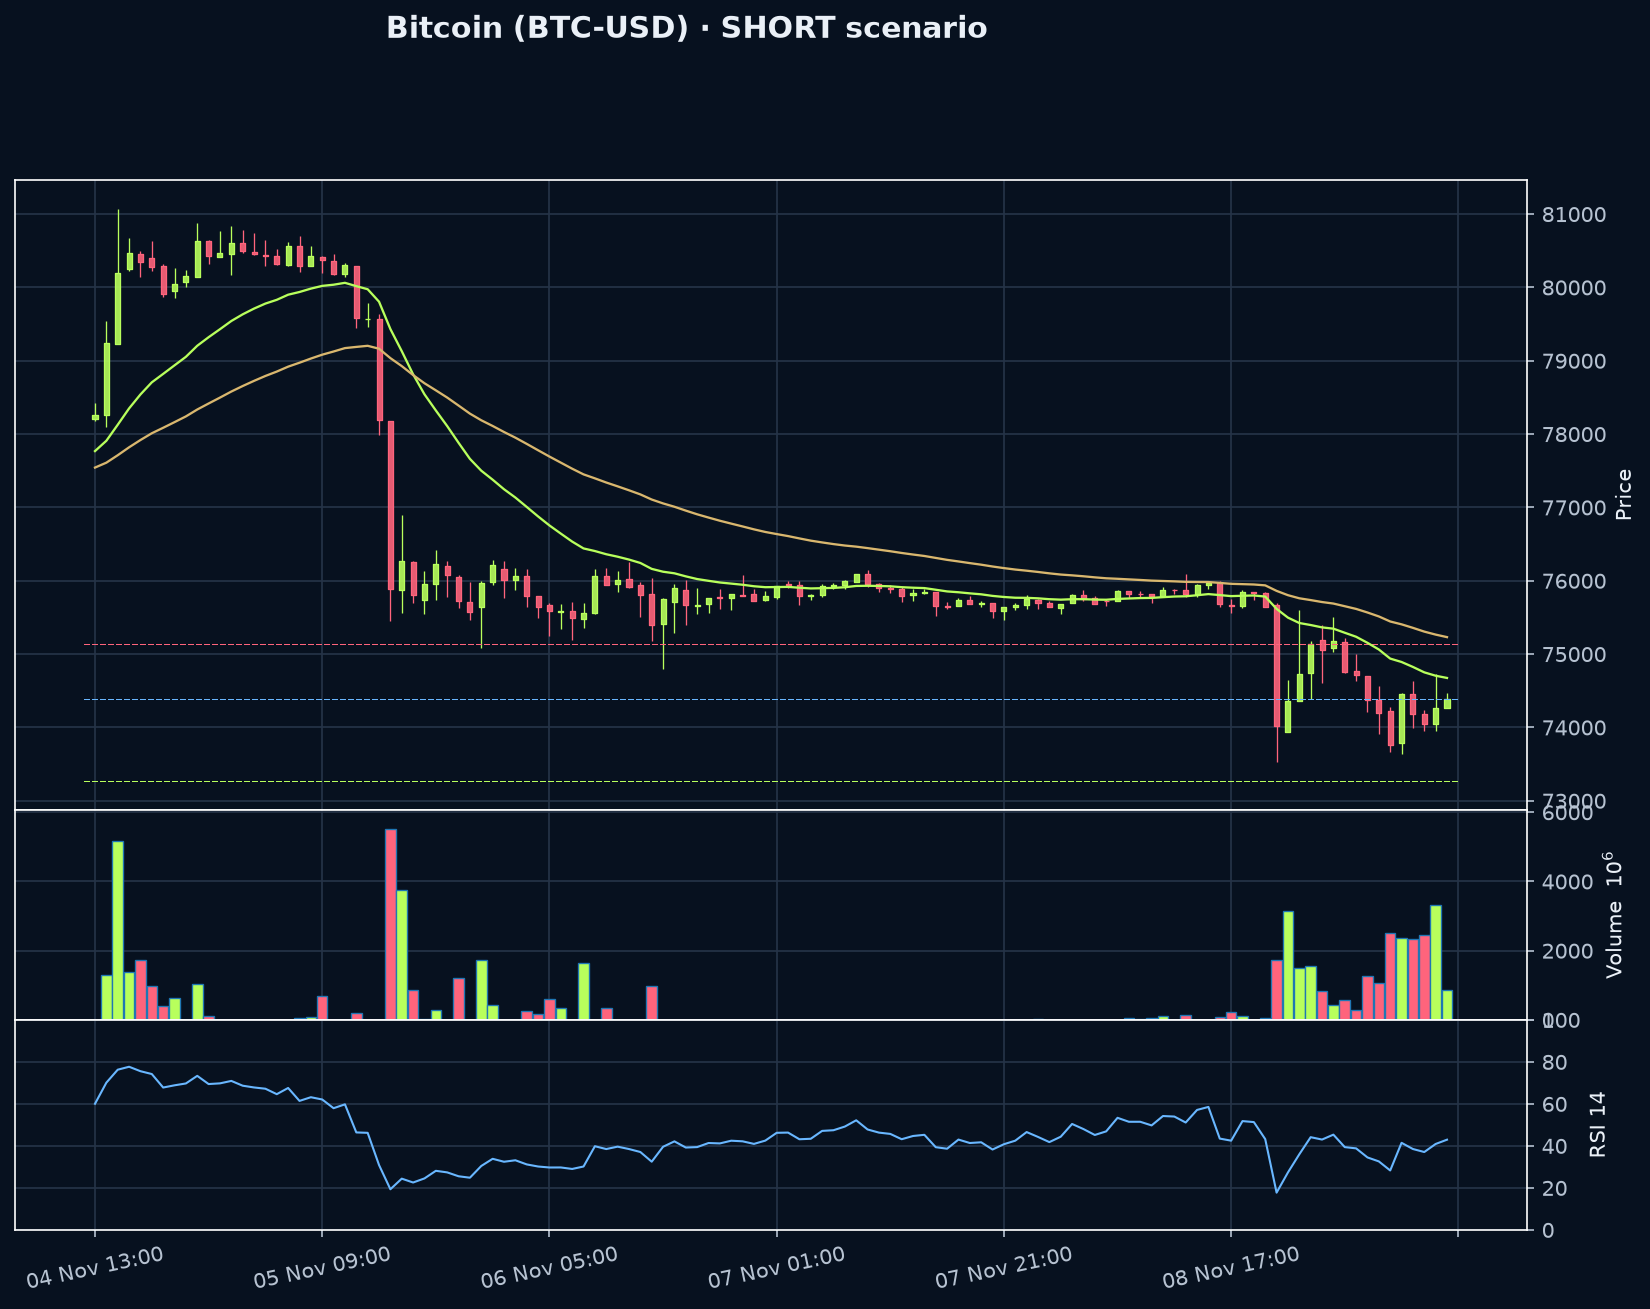 Bitcoin (BTC-USD) · SHORT scenario
81000
80000
79000
78000
77000
76000
75000
74000
73000
Price
6000
4000
2000
0
Volume 10⁶
100
80
60
40
20
0
RSI 14
04 Nov 13:00
05 Nov 09:00
06 Nov 05:00
07 Nov 01:00
07 Nov 21:00
08 Nov 17:00